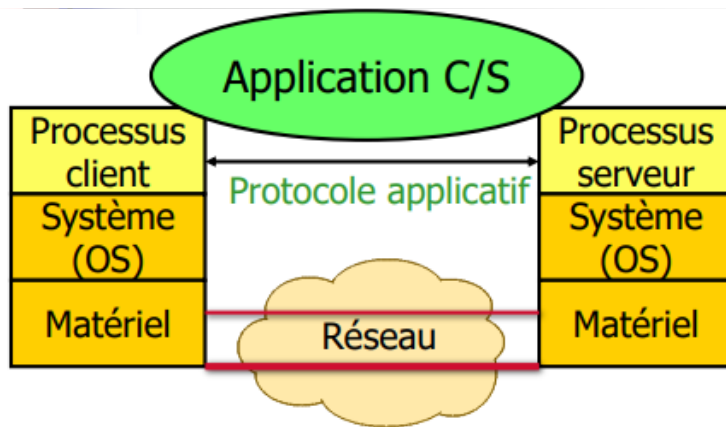 Application C/S
Processus
client
Système
(OS)
Matériel
Protocole applicatif
Réseau
Processus
serveur
Système
(OS)
Matériel